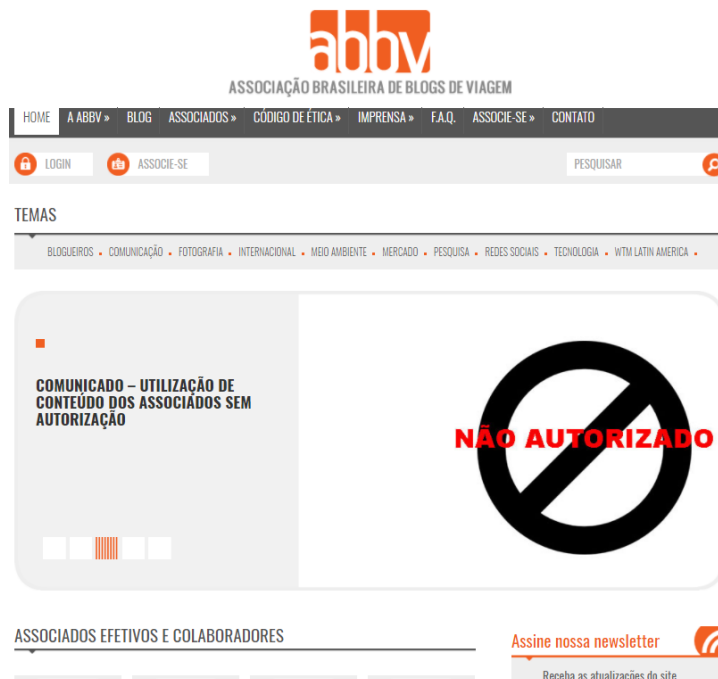 abbv
ASSOCIAÇÃO BRASILEIRA DE BLOGS DE VIAGEM
HOME A ABBV » BLOG ASSOCIADOS » CÓDIGO DE ÉTICA » IMPRENSA » F.A.Q. ASSOCIE-SE » CONTATO
LOGIN ASSOCIE-SE PESQUISAR
TEMAS
BLOGUEIROS COMUNICAÇÃO FOTOGRAFIA INTERNACIONAL MEIO AMBIENTE MERCADO PESQUISA REDES SOCIAIS TECNOLOGIA WTM LATIN AMERICA
COMUNICADO – UTILIZAÇÃO DE
CONTEÚDO DOS ASSOCIADOS SEM
AUTORIZAÇÃO
NÃO AUTORIZADO
ASSOCIADOS EFETIVOS E COLABORADORES
Assine nossa newsletter
Receba as atualizações do site